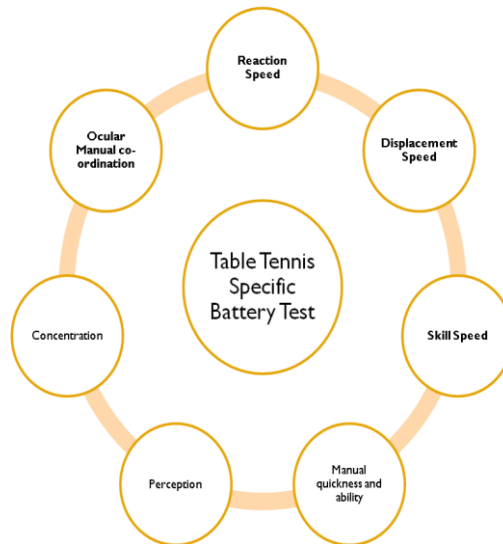 Reaction
Speed
Ocular
Manual co-
ordination
Displacement
Speed
Table Tennis
Specific
Battery Test
Concentration
Skill Speed
Perception
Manual
quickness and
ability